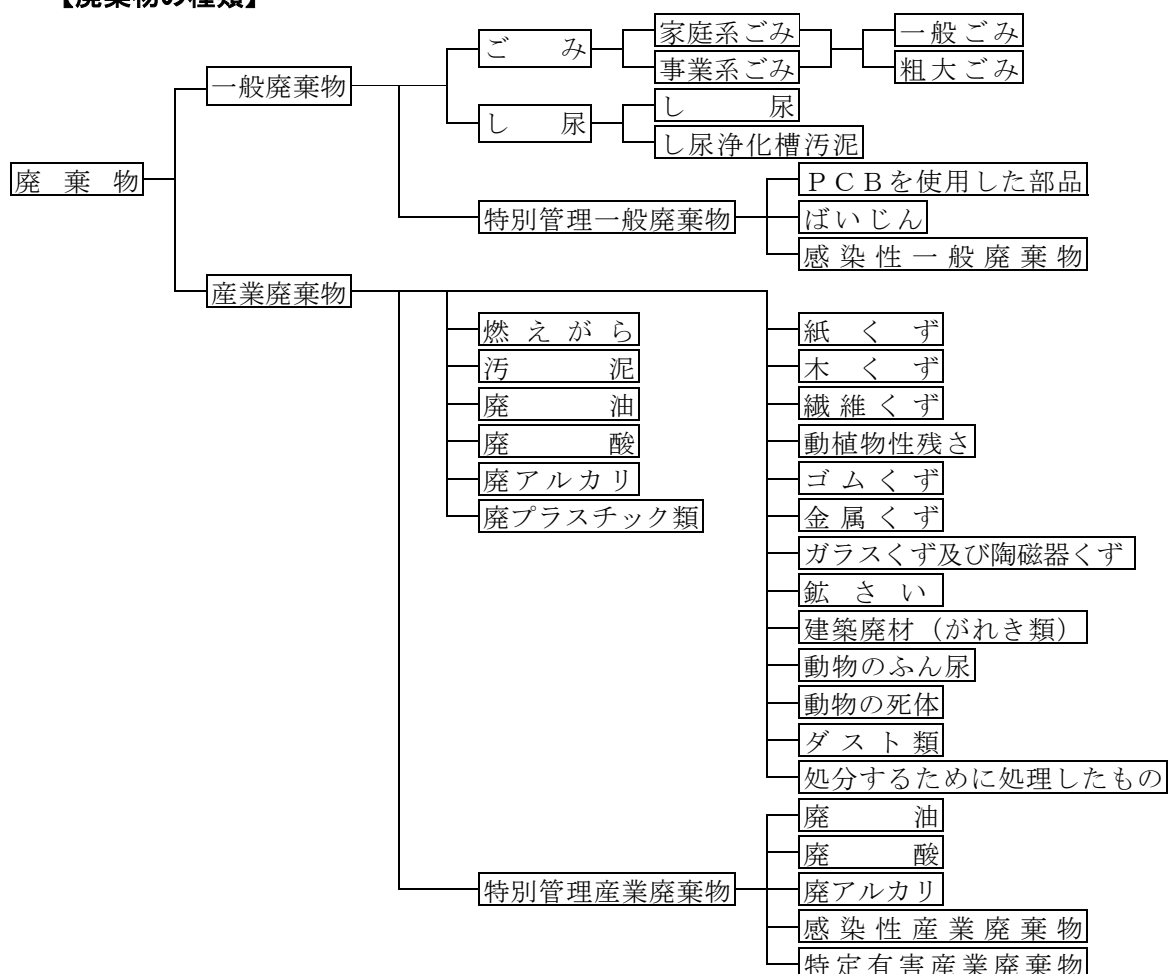 【廃棄物の種類】
家庭系ごみ 一般ごみ
ごみ
事業系ごみ 粗大ごみ
一般廃棄物
し尿 し尿
し尿浄化槽汚泥
廃棄物 PCBを使用した部品
特別管理一般廃棄物 ばいじん
感染性一般廃棄物
産業廃棄物
燃えがら 紙くず
汚泥 木くず
廃油 繊維くず
廃酸 動植物性残さ
廃アルカリ ゴムくず
廃プラスチック類 金属くず
ガラスくず及び陶磁器くず
鉱さい
建築廃材(がれき類)
動物のふん尿
動物の死体
ダスト類
処分するために処理したもの
廃油
廃酸
特別管理産業廃棄物 廃アルカリ
感染性産業廃棄物
特定有害産業廃棄物